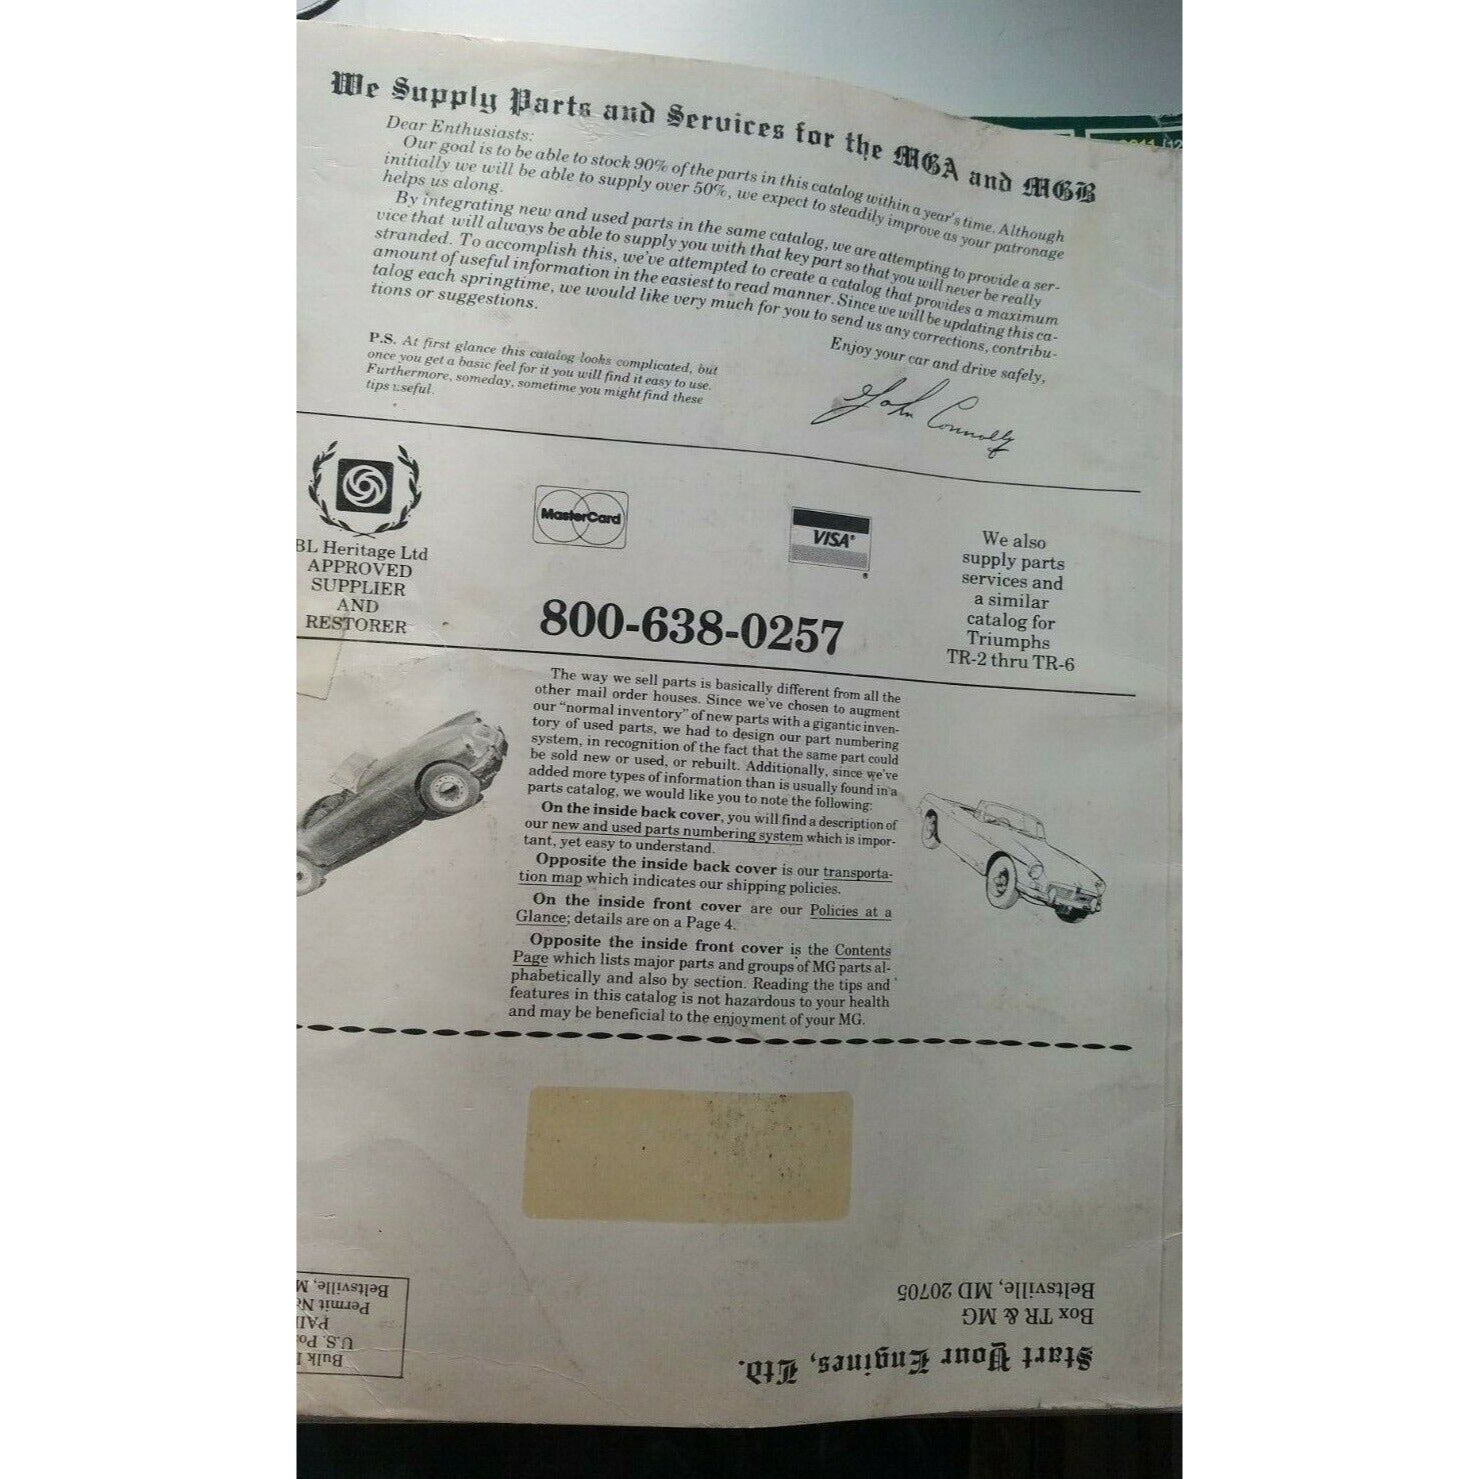 We Supply Parts and Services for the MGA and MGB
Dear Enthusiasts:
Our goal is to be able to stock 90% of the parts in this catalog within a year's time. Although
initially we will be able to supply over 50%, we expect to steadily improve as your patronage
helps us along.
By integrating new and used parts in the same catalog, we are attempting to provide a ser-
vice that will always be able to supply you with that key part so that you will never be really
stranded. To accomplish this, we've attempted to create a catalog that provides a maximum
amount of useful information in the easiest to read manner. Since we will be updating this ca-
talog each springtime, we would like very much for you to send us any corrections, contribu-
tions or suggestions.
Enjoy your car and drive safely,
John Connolly
P.S. At first glance this catalog looks complicated, but
once you get a basic feel for it you will find it easy to use.
Furthermore, someday, sometime you might find these
tips useful.
BL Heritage Ltd
APPROVED
SUPPLIER
AND
RESTORER
MasterCard
VISA®
800-638-0257
We also
supply parts
services and
a similar
catalog for
Triumphs
TR-2 thru TR-6
The way we sell parts is basically different from all the
other mail order houses. Since we've chosen to augment
our "normal inventory" of new parts with a gigantic inven-
tory of used parts, we had to design our part numbering
system, in recognition of the fact that the same part could
be sold new or used, or rebuilt. Additionally, since we've
added more types of information than is usually found in a
parts catalog, we would like you to note the following:
On the inside back cover, you will find a description of
our new and used parts numbering system which is impor-
tant, yet easy to understand.
Opposite the inside back cover is our transporta-
tion map which indicates our shipping policies.
On the inside front cover are our Policies at a
Glance; details are on a Page 4.
Opposite the inside front cover is the Contents
Page which lists major parts and groups of MG parts al-
phabetically and also by section. Reading the tips and
features in this catalog is not hazardous to your health
and may be beneficial to the enjoyment of your MG.
Start Your Engines, Ltd.
Box TR & MG
Beltsville, MD 20705
Bulk
U.S. Po
PAI
Permit N
Beltsville, M